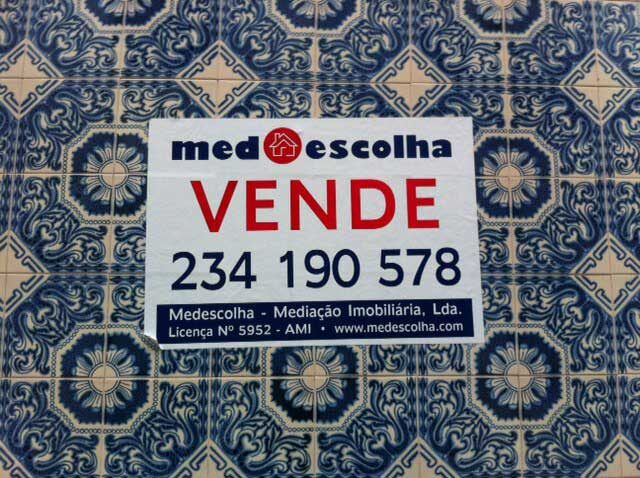 medescolha
VENDE
234 190 578
Medescolha - Mediação Imobiliária, Lda.
Licença Nº 5952 - AMI • www.medescolha.com